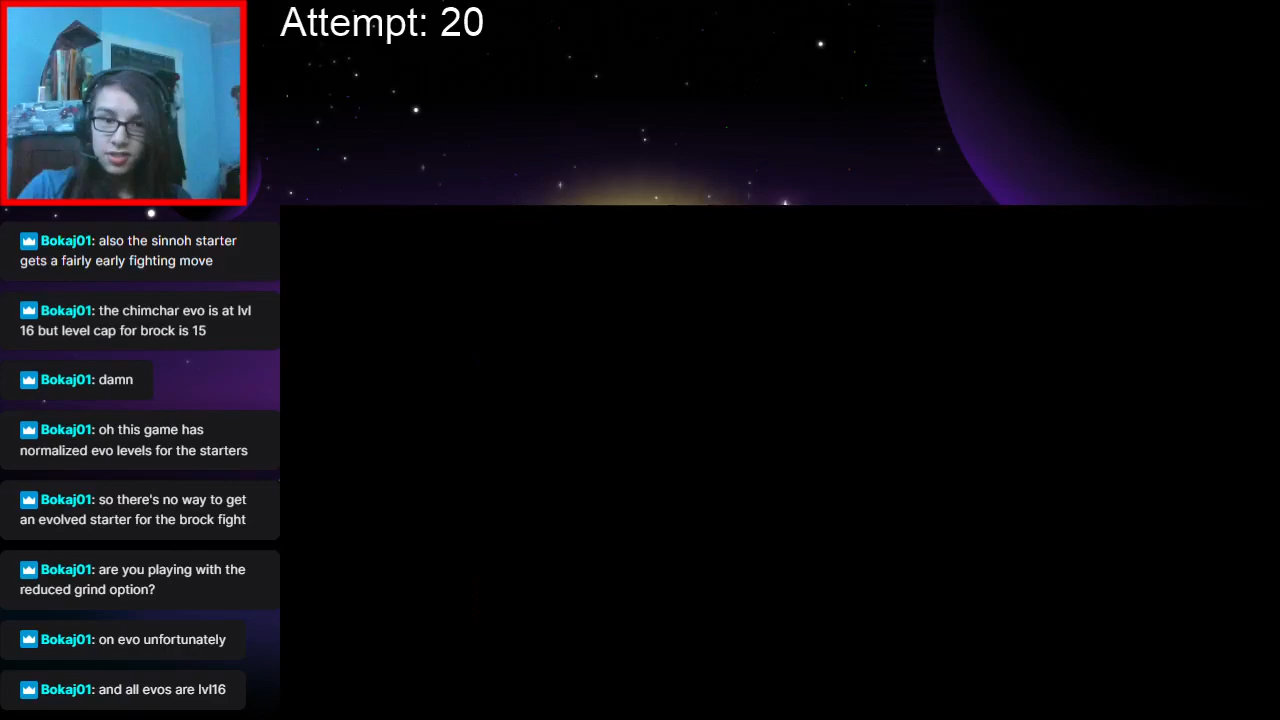 Attempt: 20
Bokaj01: also the sinnoh starter
gets a fairly early fighting move
Bokaj01: the chimchar evo is at lvl
16 but level cap for brock is 15
Bokaj01: damn
Bokaj01: oh this game has
normalized evo levels for the starters
Bokaj01: so there's no way to get
an evolved starter for the brock fight
Bokaj01: are you playing with the
reduced grind option?
Bokaj01: on evo unfortunately
Bokaj01: and all evos are lvl16